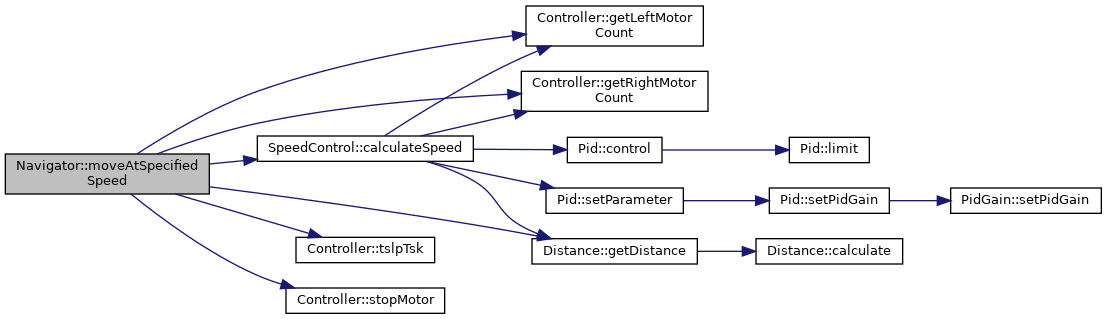 Controller::getLeftMotor
Count
Controller::getRightMotor
Count
Navigator::moveAtSpecified
Speed
SpeedControl::calculateSpeed
Pid::control
Pid::limit
Pid::setParameter
Pid::setPidGain
PidGain::setPidGain
Controller::tslpTsk
Distance::getDistance
Distance::calculate
Controller::stopMotor